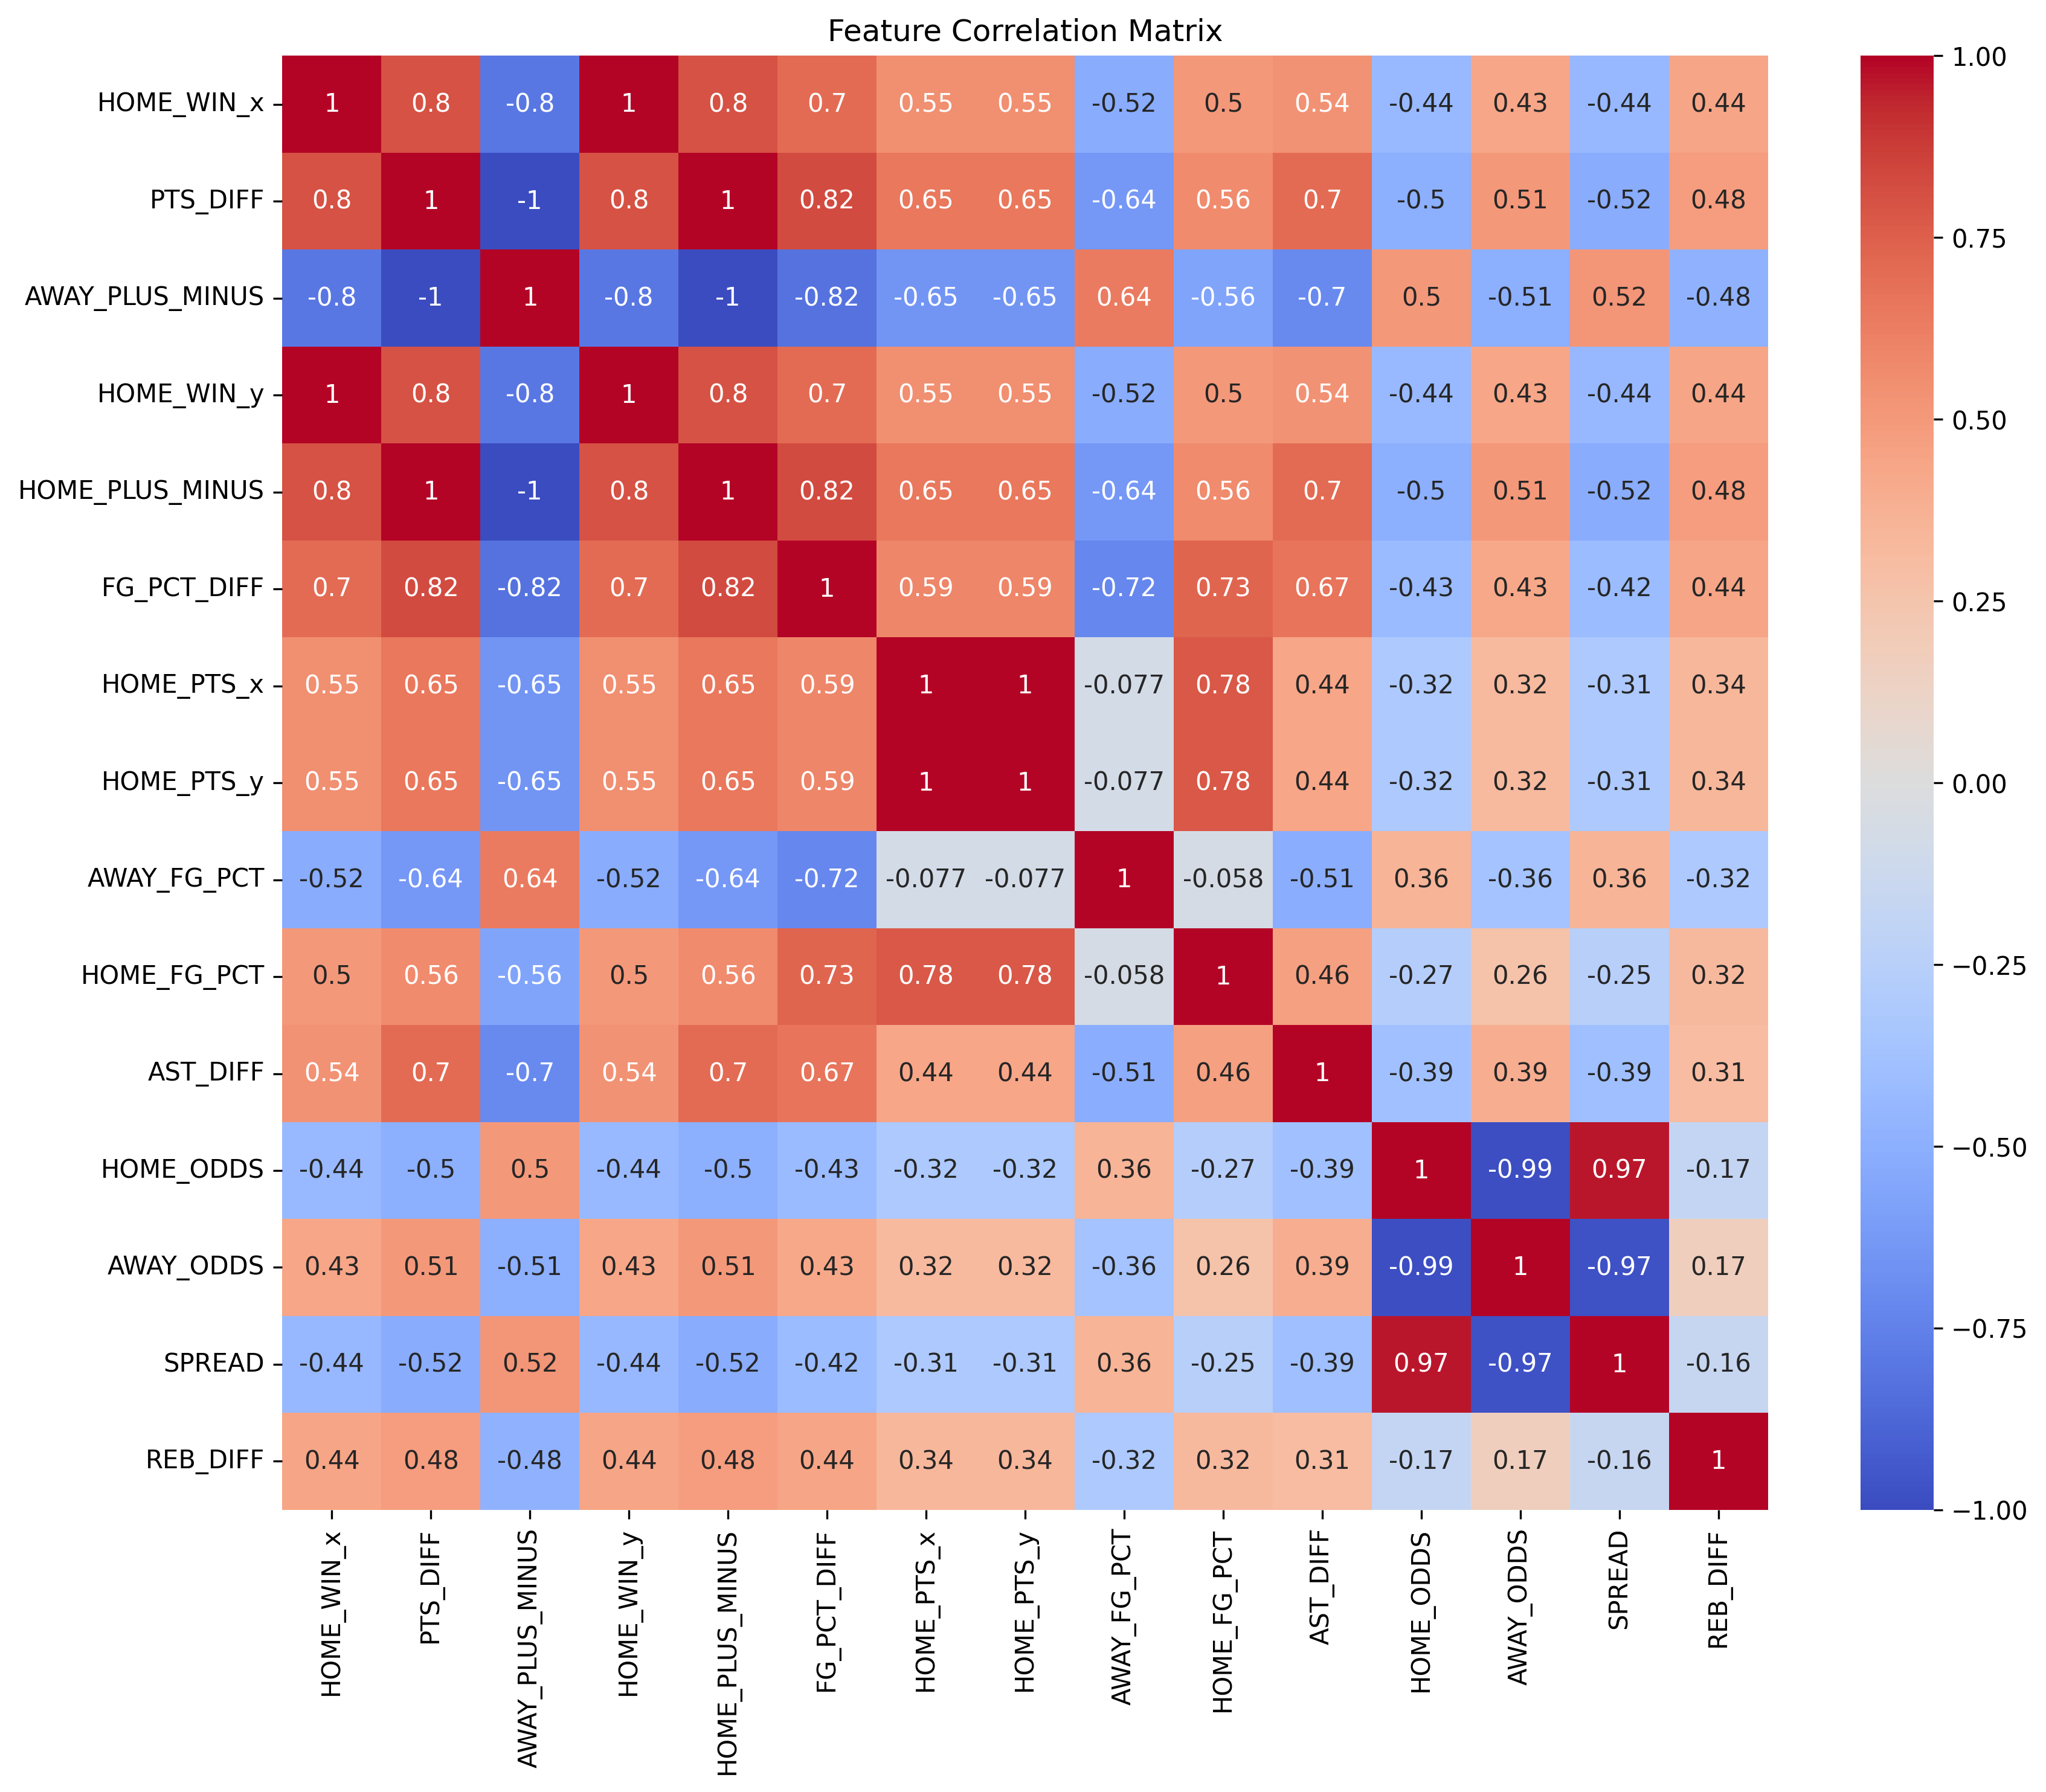 Feature Correlation Matrix
HOME_WIN_x 1 0.8 -0.8 1 0.8 0.7 0.55 0.55 -0.52 0.5 0.54 -0.44 0.43 -0.44 0.44
PTS_DIFF 0.8 1 -1 0.8 1 0.82 0.65 0.65 -0.64 0.56 0.7 -0.5 0.51 -0.52 0.48
AWAY_PLUS_MINUS -0.8 -1 1 -0.8 -1 -0.82 -0.65 -0.65 0.64 -0.56 -0.7 0.5 -0.51 0.52 -0.48
HOME_WIN_y 1 0.8 -0.8 1 0.8 0.7 0.55 0.55 -0.52 0.5 0.54 -0.44 0.43 -0.44 0.44
HOME_PLUS_MINUS 0.8 1 -1 0.8 1 0.82 0.65 0.65 -0.64 0.56 0.7 -0.5 0.51 -0.52 0.48
FG_PCT_DIFF 0.7 0.82 -0.82 0.7 0.82 1 0.59 0.59 -0.72 0.73 0.67 -0.43 0.43 -0.42 0.44
HOME_PTS_x 0.55 0.65 -0.65 0.55 0.65 0.59 1 1 -0.077 0.78 0.44 -0.32 0.32 -0.31 0.34
HOME_PTS_y 0.55 0.65 -0.65 0.55 0.65 0.59 1 1 -0.077 0.78 0.44 -0.32 0.32 -0.31 0.34
AWAY_FG_PCT -0.52 -0.64 0.64 -0.52 -0.64 -0.72 -0.077 -0.077 1 -0.058 -0.51 0.36 -0.36 0.36 -0.32
HOME_FG_PCT 0.5 0.56 -0.56 0.5 0.56 0.73 0.78 0.78 -0.058 1 0.46 -0.27 0.26 -0.25 0.32
AST_DIFF 0.54 0.7 -0.7 0.54 0.7 0.67 0.44 0.44 -0.51 0.46 1 -0.39 0.39 -0.39 0.31
HOME_ODDS -0.44 -0.5 0.5 -0.44 -0.5 -0.43 -0.32 -0.32 0.36 -0.27 -0.39 1 -0.99 0.97 -0.17
AWAY_ODDS 0.43 0.51 -0.51 0.43 0.51 0.43 0.32 0.32 -0.36 0.26 0.39 -0.99 1 -0.97 0.17
SPREAD -0.44 -0.52 0.52 -0.44 -0.52 -0.42 -0.31 -0.31 0.36 -0.25 -0.39 0.97 -0.97 1 -0.16
REB_DIFF 0.44 0.48 -0.48 0.44 0.48 0.44 0.34 0.34 -0.32 0.32 0.31 -0.17 0.17 -0.16 1
HOME_WIN_x
PTS_DIFF
AWAY_PLUS_MINUS
HOME_WIN_y
HOME_PLUS_MINUS
FG_PCT_DIFF
HOME_PTS_x
HOME_PTS_y
AWAY_FG_PCT
HOME_FG_PCT
AST_DIFF
HOME_ODDS
AWAY_ODDS
SPREAD
REB_DIFF
1.00
0.75
0.50
0.25
0.00
−0.25
−0.50
−0.75
−1.00